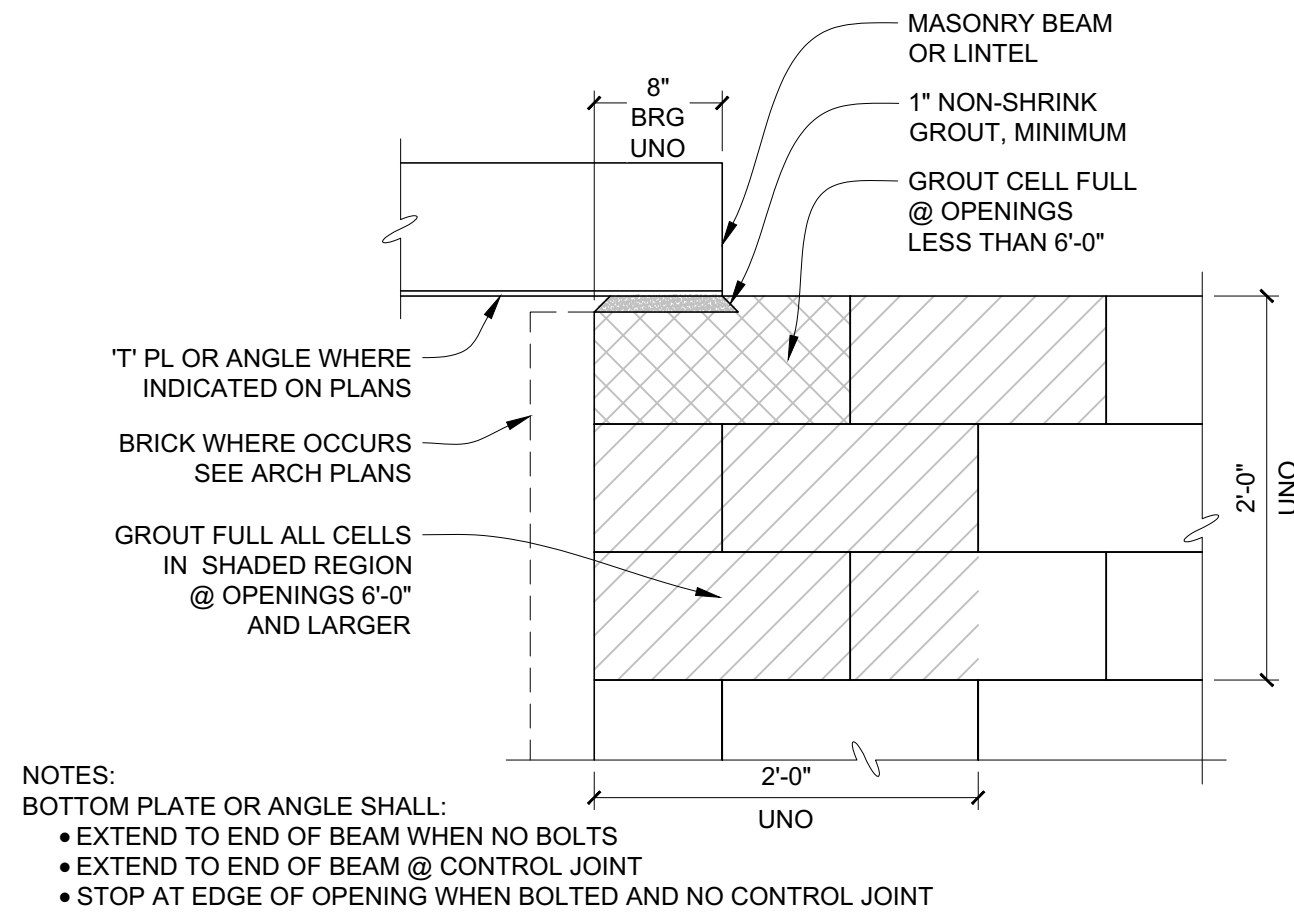 MASONRY BEAM
OR LINTEL
8"
BRG
UNO
1" NON-SHRINK
GROUT, MINIMUM
GROUT CELL FULL
@ OPENINGS
LESS THAN 6'-0"
'T' PL OR ANGLE WHERE
INDICATED ON PLANS
BRICK WHERE OCCURS
SEE ARCH PLANS
GROUT FULL ALL CELLS
IN SHADED REGION
@ OPENINGS 6'-0"
AND LARGER
2'-0"
UNO
2'-0"
UNO
NOTES:
BOTTOM PLATE OR ANGLE SHALL:
• EXTEND TO END OF BEAM WHEN NO BOLTS
• EXTEND TO END OF BEAM @ CONTROL JOINT
• STOP AT EDGE OF OPENING WHEN BOLTED AND NO CONTROL JOINT